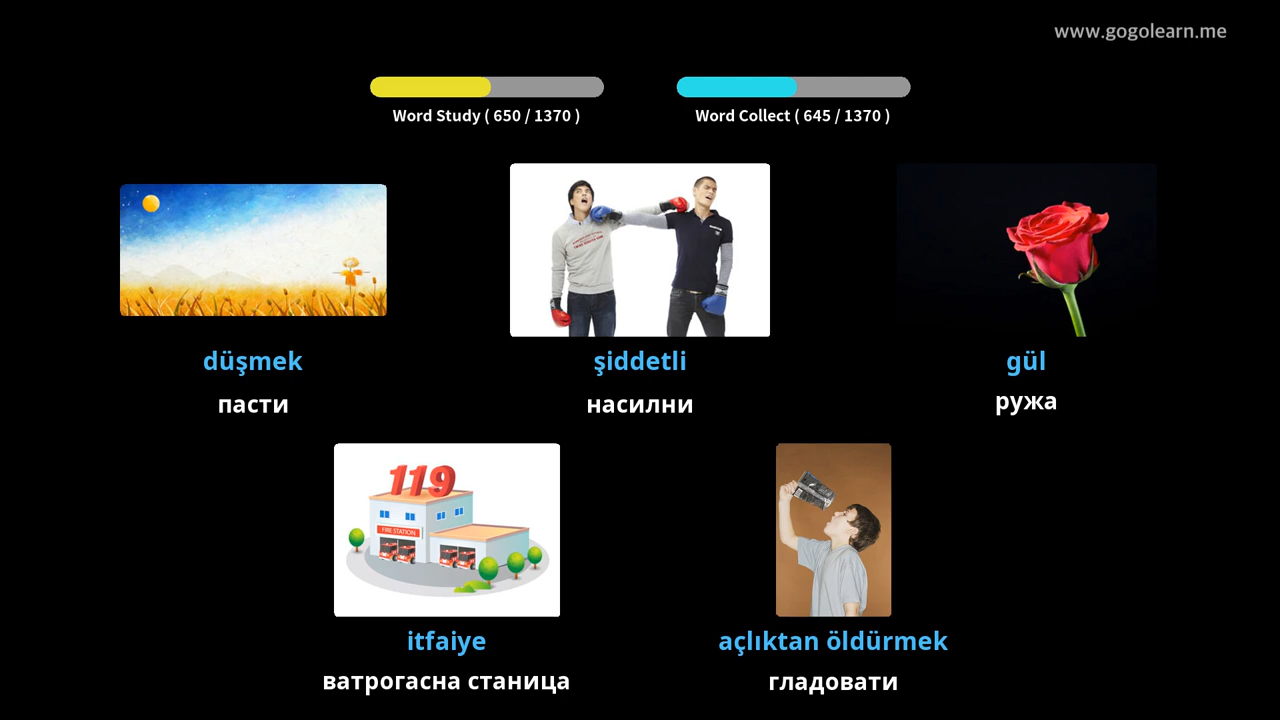 www.gogolearn.me
Word Study ( 650 / 1370 )
Word Collect ( 645 / 1370 )
düşmek
пасти
şiddetli
насилни
gül
ружа
119
FIRE STATION
itfaiye
ватрогасна станица
açlıktan öldürmek
гладовати